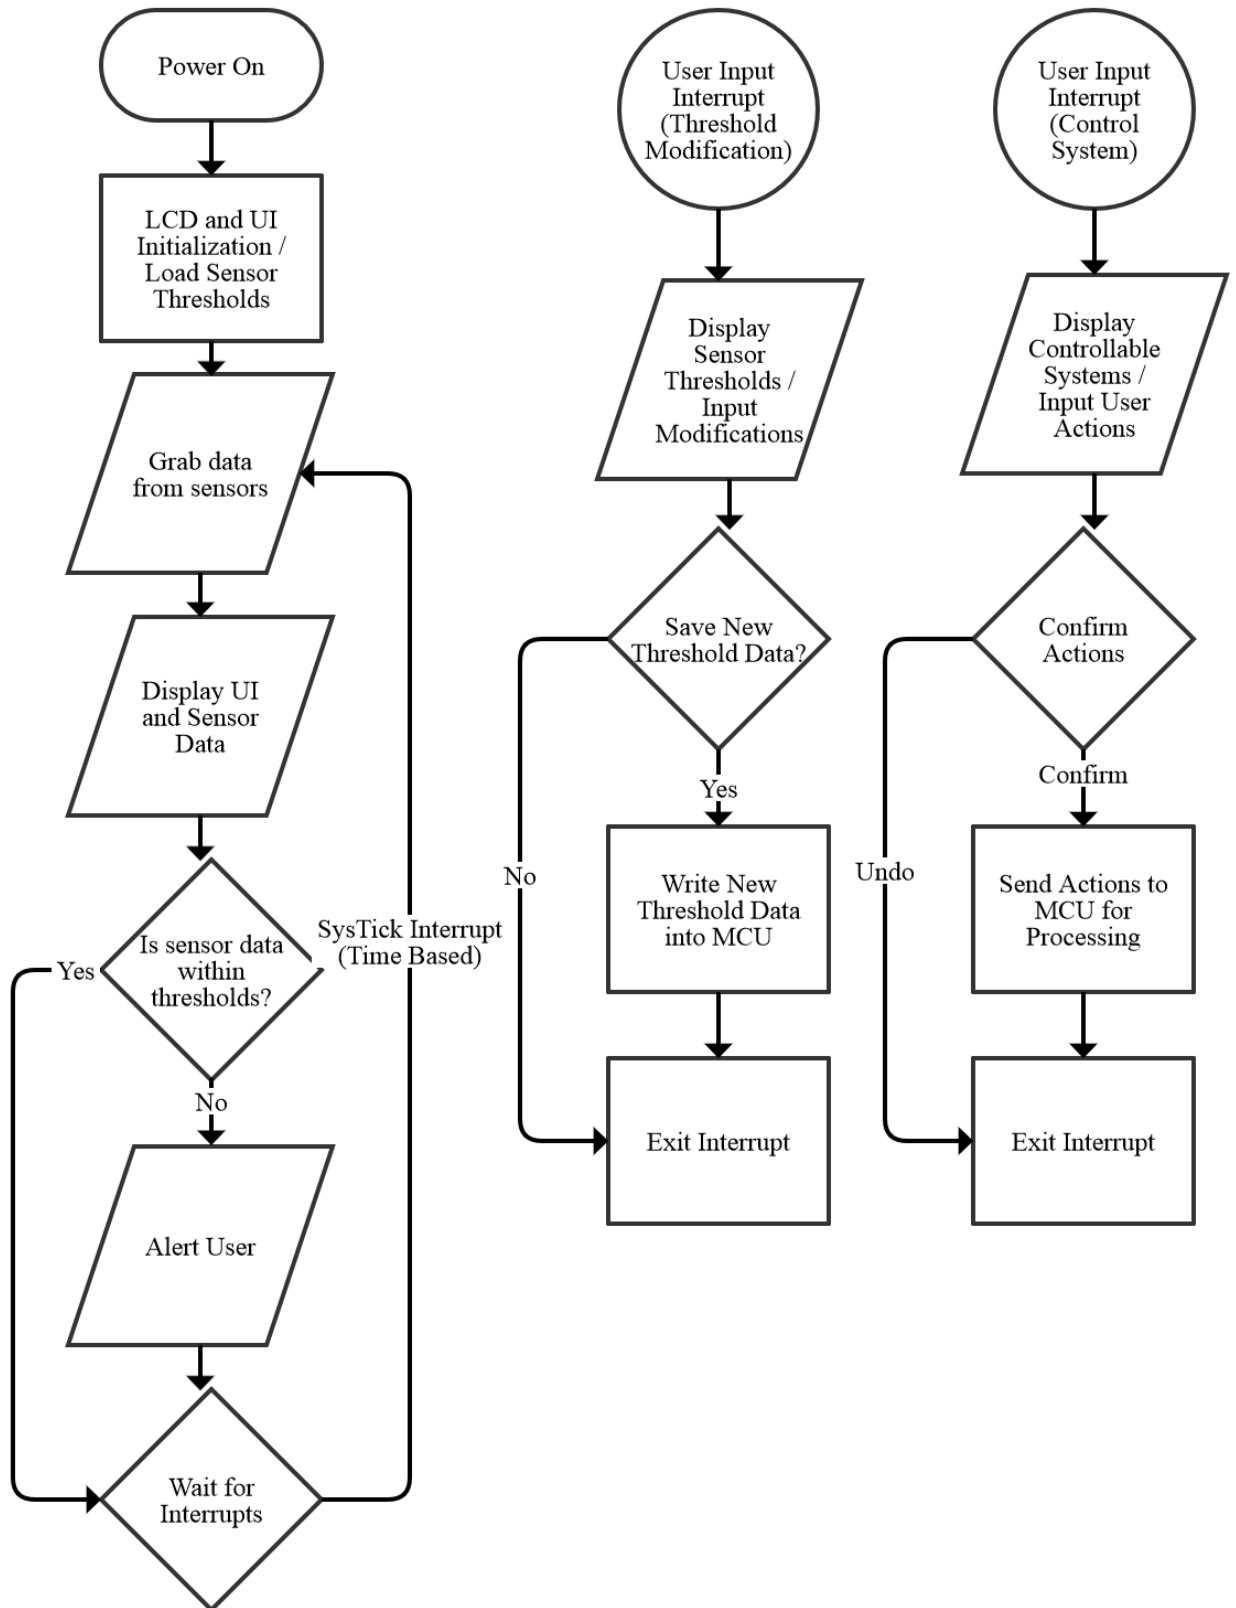 Power On
LCD and UI
Initialization /
Load Sensor
Thresholds
Grab data
from sensors
Display UI
and Sensor
Data
Is sensor data
within
thresholds?
Yes
No
SysTick Interrupt
(Time Based)
Alert User
Wait for
Interrupts
User Input
Interrupt
(Threshold
Modification)
Display
Sensor
Thresholds /
Input
Modifications
Save New
Threshold Data?
No
Yes
Write New
Threshold Data
into MCU
Exit Interrupt
User Input
Interrupt
(Control
System)
Display
Controllable
Systems /
Input User
Actions
Confirm
Actions
Undo
Confirm
Send Actions to
MCU for
Processing
Exit Interrupt